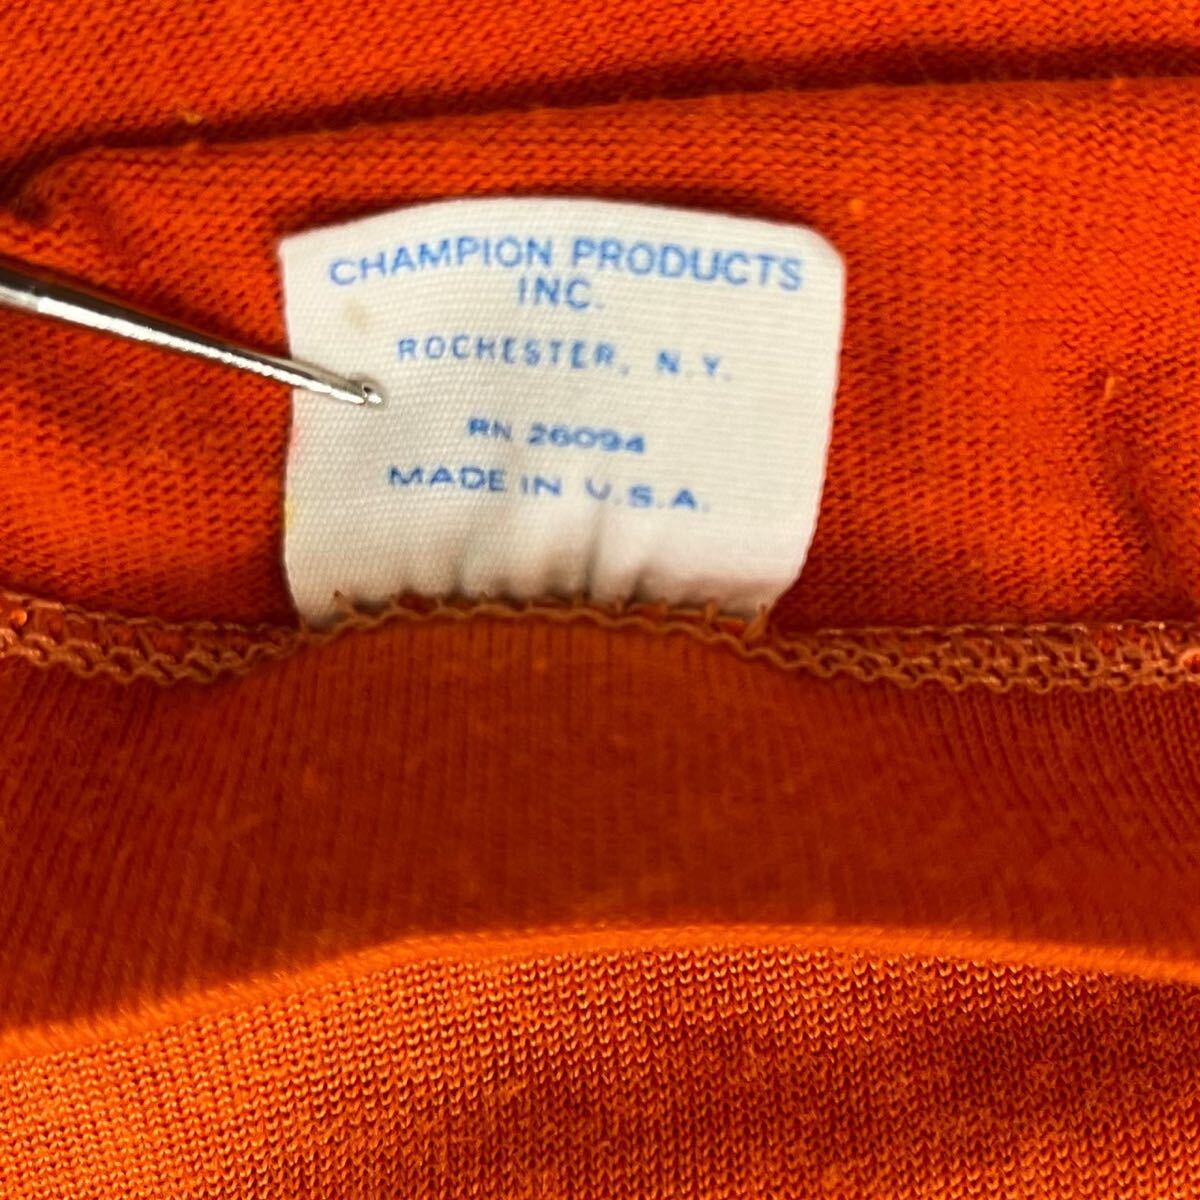 CHAMPION PRODUCTS
INC.
ROCHESTER, N.Y.
RN 26094
MADE IN U.S.A.